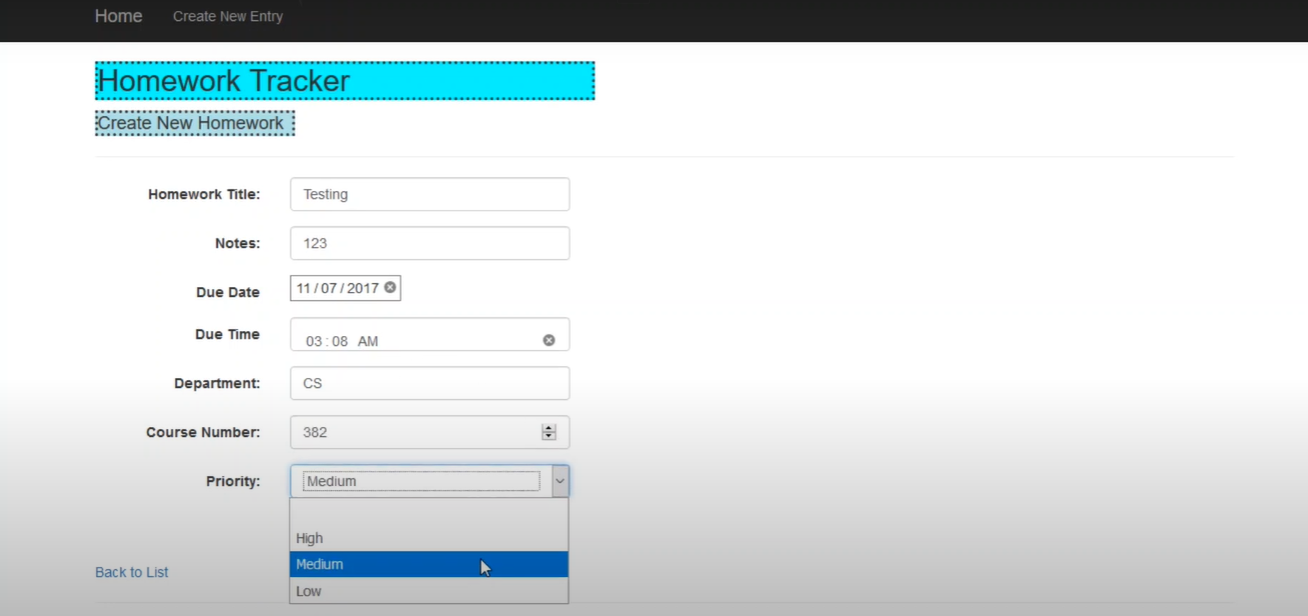 Home Create New Entry
Homework Tracker
Create New Homework
Homework Title: Testing
Notes: 123
Due Date 11/07/2017
Due Time 03:08 AM
Department: CS
Course Number: 382
Priority: Medium
High
Medium
Back to List
Low